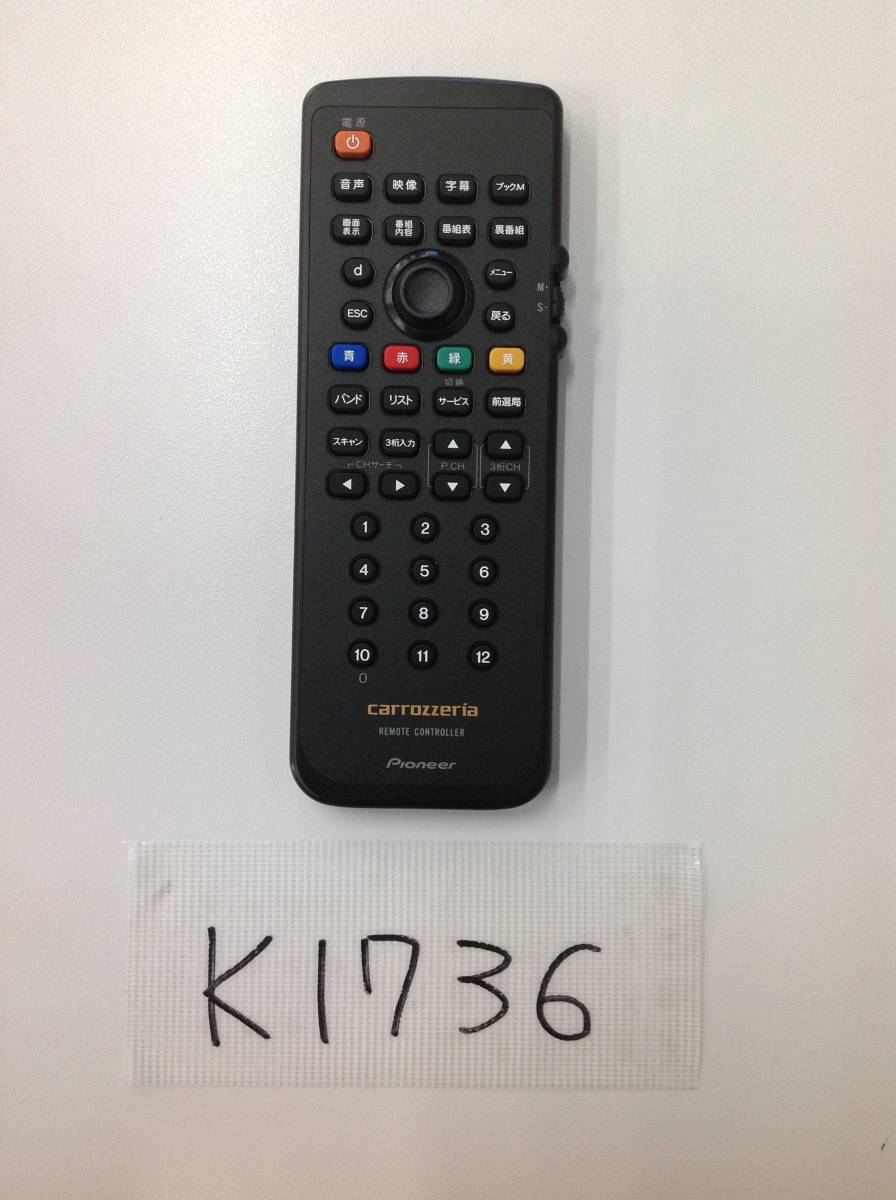 電源
音声 映像 字幕 ブックM
画面表示 番組内容 番組表 裏番組
d メニュー
M・
ESC 戻る
S・
青 赤 緑 黄
切換
バンド リスト サービス 前選局
スキャン 3桁入力 ▲ ▲
CHサーチ P.CH 3桁CH
◀ ▶ ▼ ▼
1 2 3
4 5 6
7 8 9
10 11 12
0
carrozzeria
REMOTE CONTROLLER
Pioneer
K1736